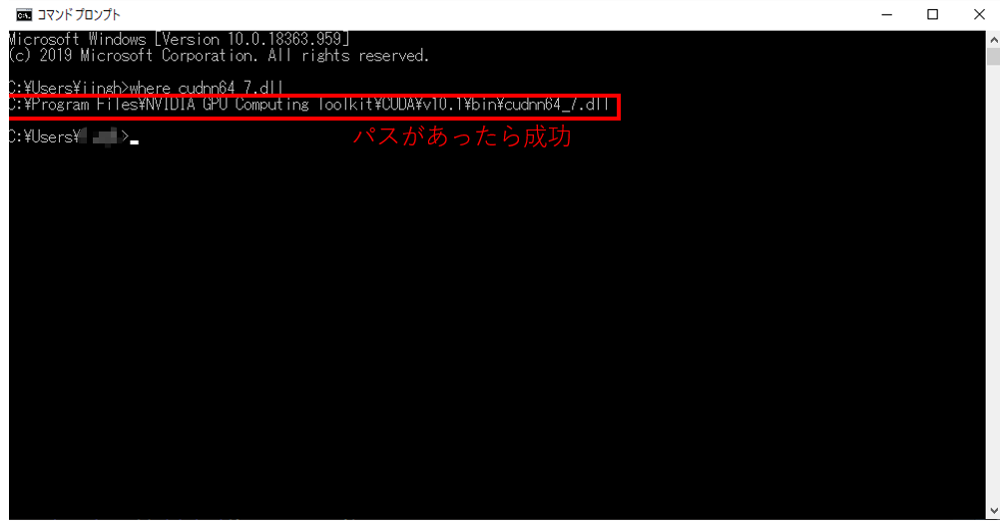 コマンド プロンプト
Microsoft Windows [Version 10.0.18363.959]
(c) 2019 Microsoft Corporation. All rights reserved.
C:¥Users¥jingh>where cudnn64_7.dll
C:¥Program Files¥NVIDIA GPU Computing Toolkit¥CUDA¥v10.1¥bin¥cudnn64_7.dll
C:¥Users¥ >
パスがあったら成功